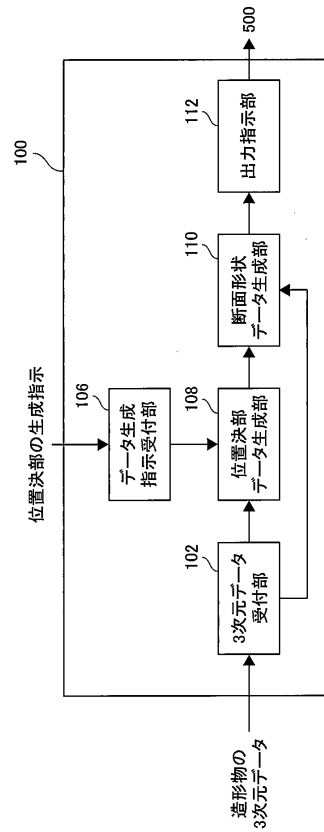 100
位置決部の生成指示
106
データ生成
指示受付部
造形物の
3次元データ
102
3次元データ
受付部
108
位置決部
データ生成部
110
断面形状
データ生成部
112
出力指示部
500